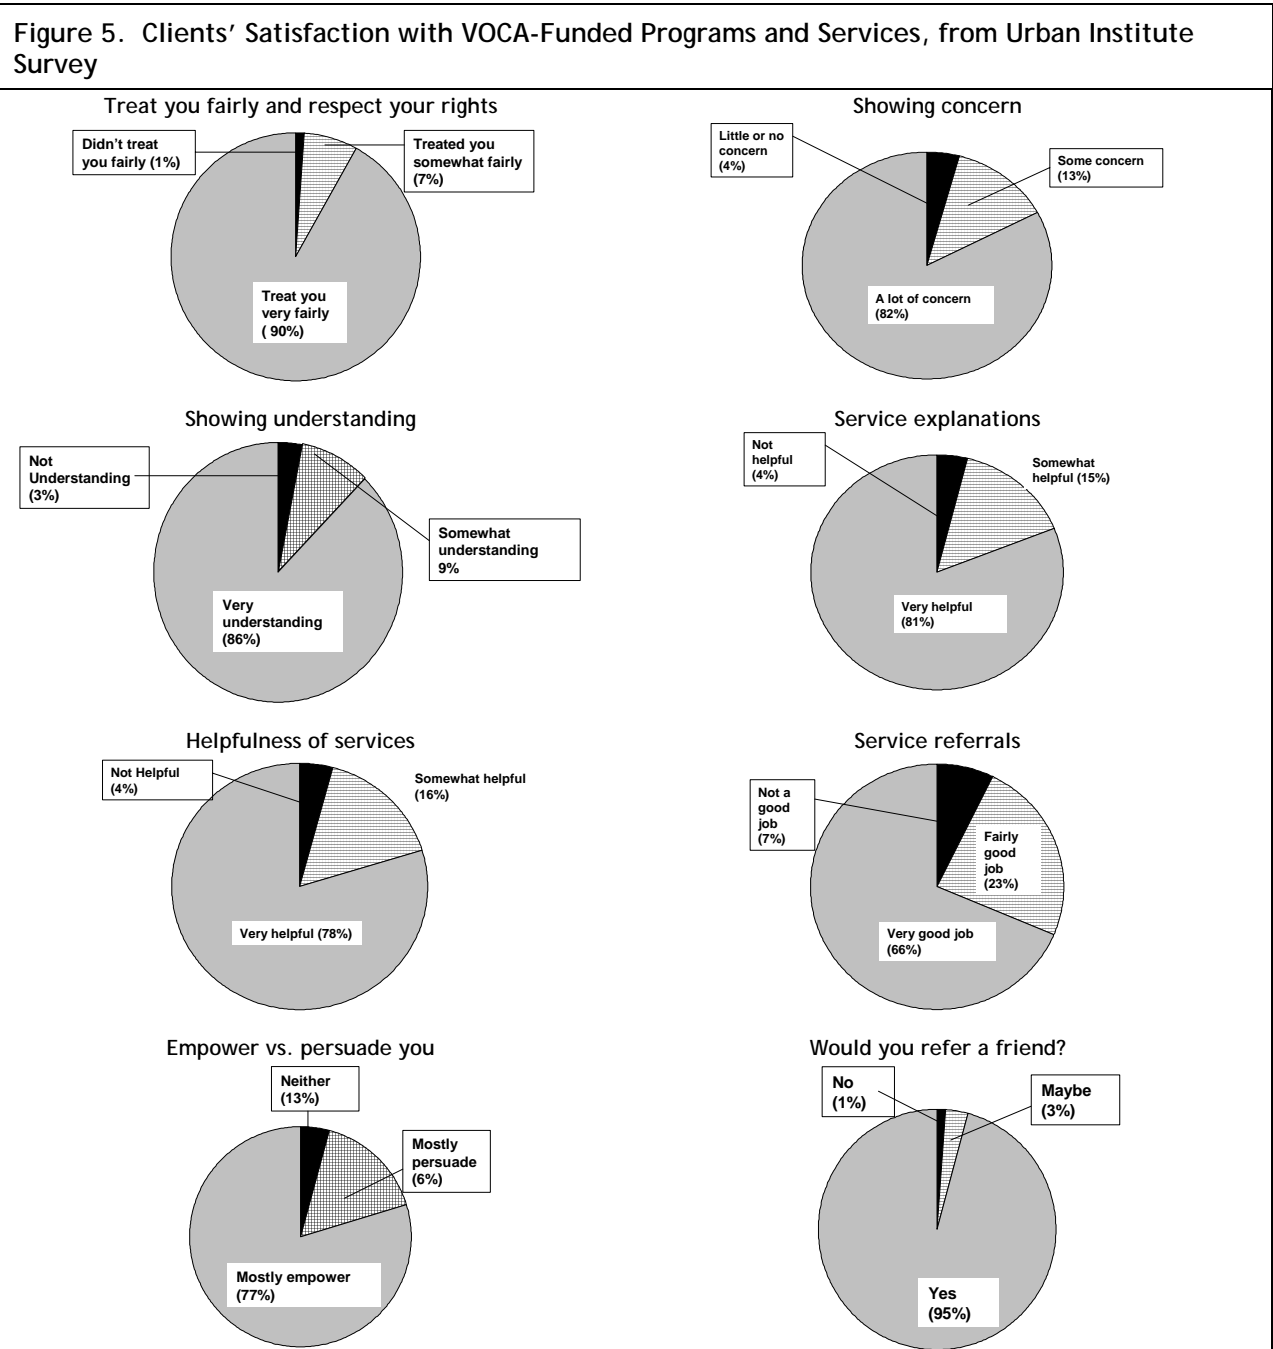 Figure 5. Clients' Satisfaction with VOCA-Funded Programs and Services, from Urban Institute
Survey
Treat you fairly and respect your rights
Didn't treat
you fairly (1%)
Treated you
somewhat fairly
(7%)
Treat you
very fairly
( 90%)
Showing concern
Little or no
concern
(4%)
Some concern
(13%)
A lot of concern
(82%)
Showing understanding
Not
Understanding
(3%)
Somewhat
understanding
9%
Very
understanding
(86%)
Service explanations
Not
helpful
(4%)
Somewhat
helpful (15%)
Very helpful
(81%)
Helpfulness of services
Not Helpful
(4%)
Somewhat helpful
(16%)
Very helpful (78%)
Service referrals
Not a
good
job
(7%)
Fairly
good
job
(23%)
Very good job
(66%)
Empower vs. persuade you
Neither
(13%)
Mostly
persuade
(6%)
Mostly empower
(77%)
Would you refer a friend?
No
(1%)
Maybe
(3%)
Yes
(95%)